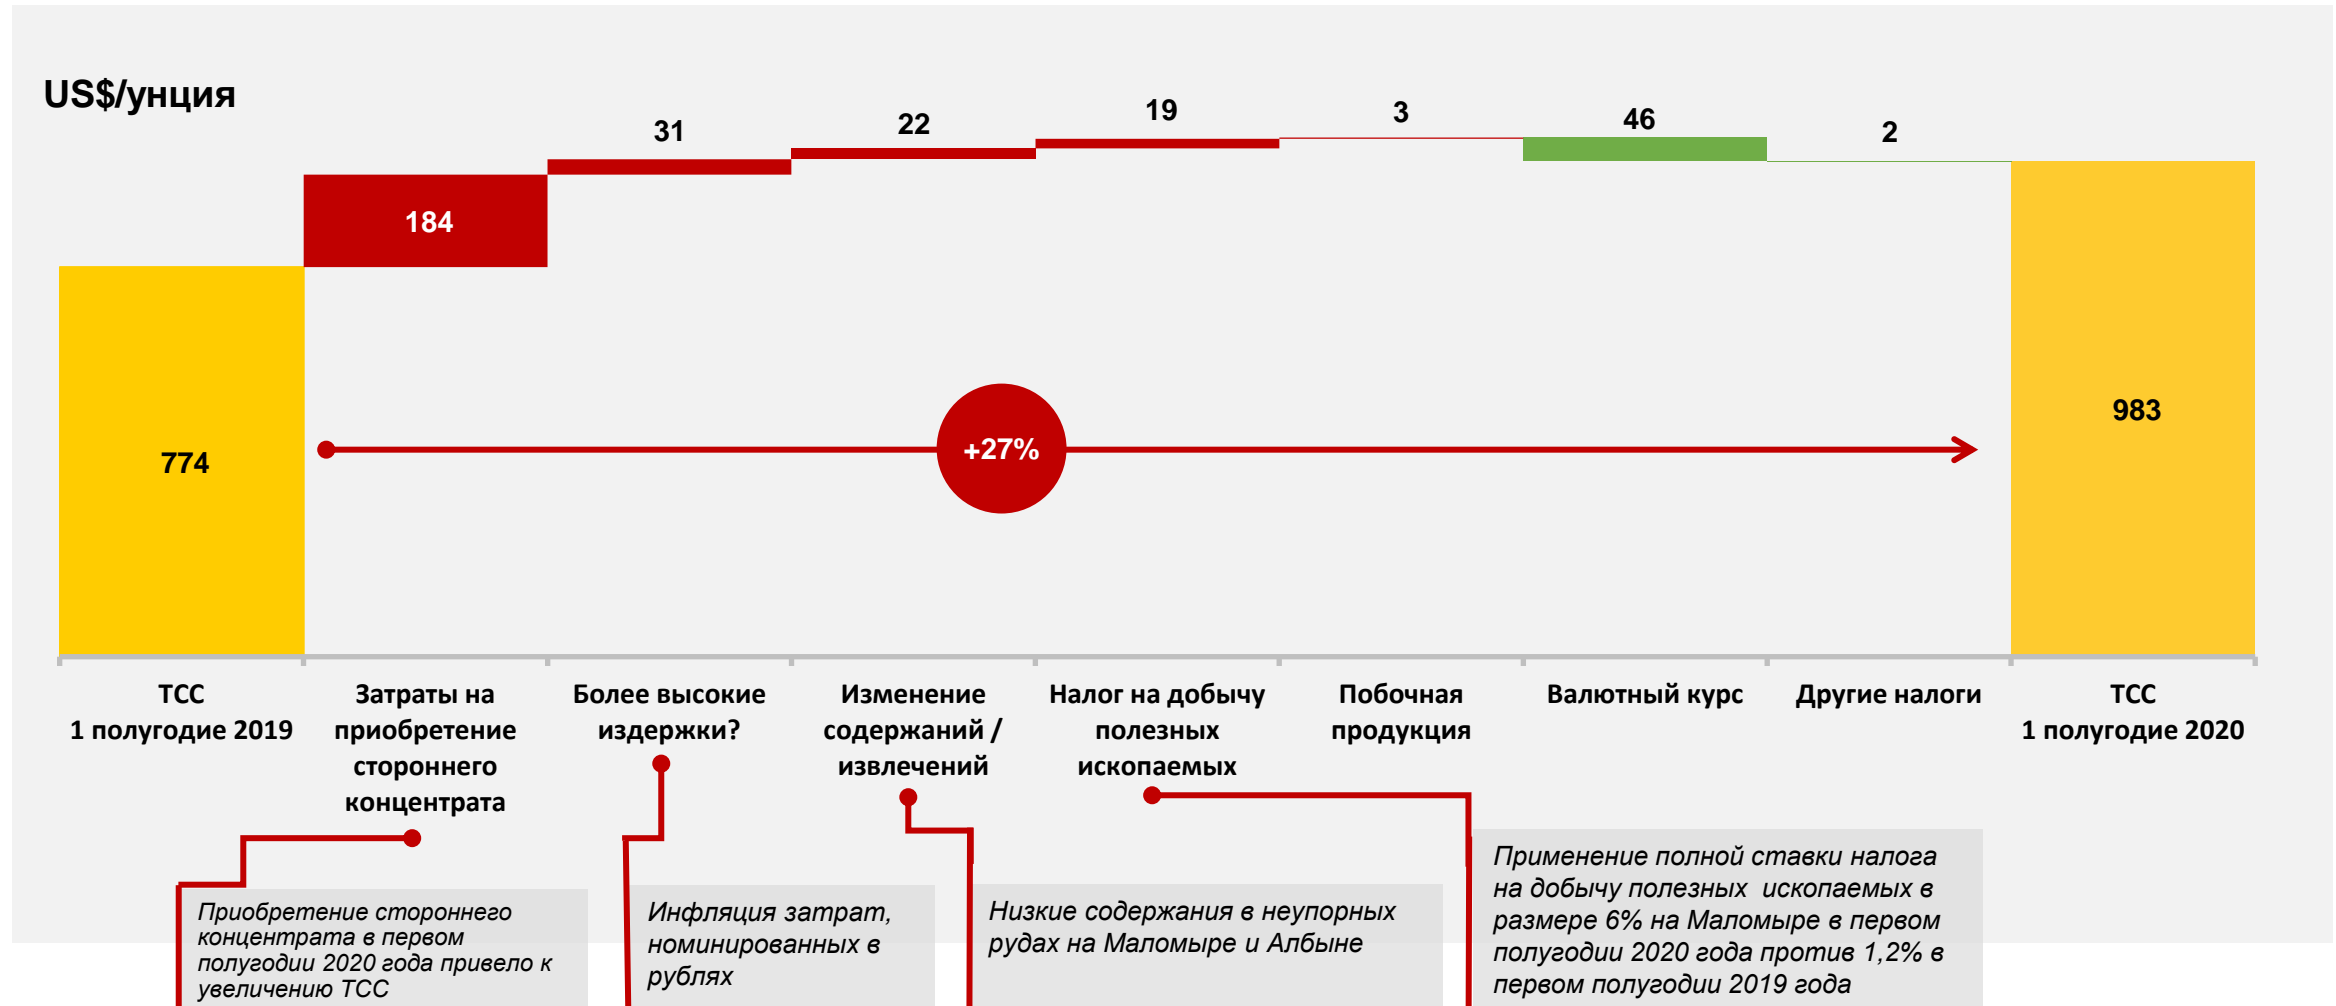 US$/унция
31
22
19
3
46
2
184
774
+27%
983
TCC
1 полугодие 2019
Затраты на
приобретение
стороннего
концентрата
Более высокие
издержки?
Изменение
содержаний /
извлечений
Налог на добычу
полезных
ископаемых
Побочная
продукция
Валютный курс
Другие налоги
TCC
1 полугодие 2020
Приобретение стороннего
концентрата в первом
полугодии 2020 года привело к
увеличению TCC
Инфляция затрат,
номинированных в
рублях
Низкие содержания в неупорных
рудах на Маломыре и Албыне
Применение полной ставки налога
на добычу полезных  ископаемых в
размере 6% на Маломыре в первом
полугодии 2020 года против 1,2% в
первом полугодии 2019 года